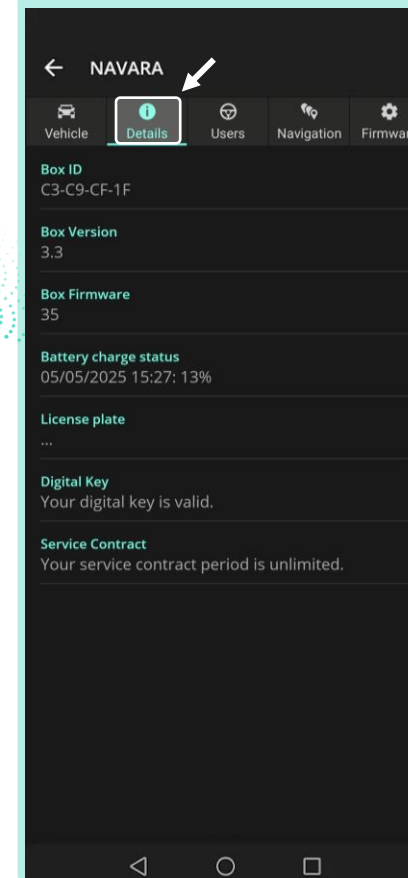 NAVARA
Vehicle Details Users Navigation Firmwar
Box ID
C3-C9-CF-1F
Box Version
3.3
Box Firmware
35
Battery charge status
05/05/2025 15:27: 13%
License plate
...
Digital Key
Your digital key is valid.
Service Contract
Your service contract period is unlimited.